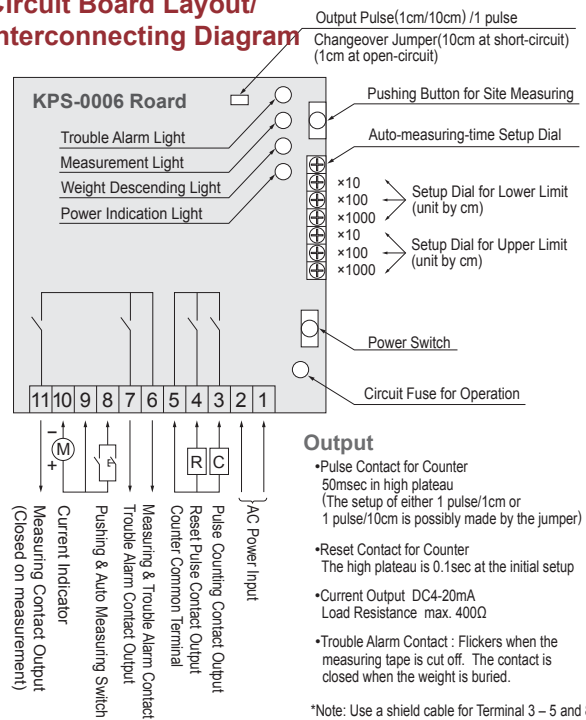 Circuit Board Layout/
Interconnecting Diagram
Output Pulse(1cm/10cm) /1 pulse
Changeover Jumper(10cm at short-circuit)
(1cm at open-circuit)
KPS-0006 Roard
Trouble Alarm Light
Measurement Light
Weight Descending Light
Power Indication Light
Pushing Button for Site Measuring
Auto-measuring-time Setup Dial
×10
×100
×1000
Setup Dial for Lower Limit
(unit by cm)
×10
×100
×1000
Setup Dial for Upper Limit
(unit by cm)
Power Switch
Circuit Fuse for Operation
11 10 9 8 7 6 5 4 3 2 1
−
M
+
R C
Measuring Contact Output
(Closed on measurement)
Current Indicator
Pushing & Auto Measuring Switch
Trouble Alarm Contact Output
Measuring & Trouble Alarm Contact
Counter Common Terminal
Reset Pulse Contact Output
Pulse Counting Contact Output
AC Power Input
Output
•Pulse Contact for Counter
50msec in high plateau
(The setup of either 1 pulse/1cm or
1 pulse/10cm is possibly made by the jumper)
•Reset Contact for Counter
The high plateau is 0.1sec at the initial setup
•Current Output DC4-20mA
Load Resistance max. 400Ω
•Trouble Alarm Contact : Flickers when the
measuring tape is cut off. The contact is
closed when the weight is buried.
*Note: Use a shield cable for Terminal 3 – 5 and